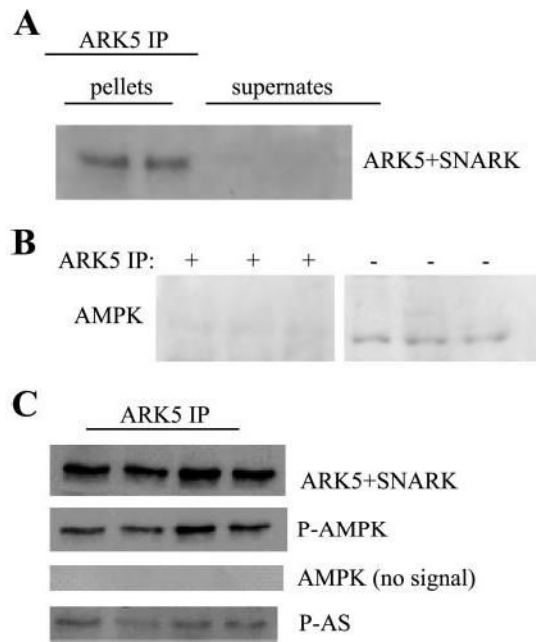 A
ARK5 IP
pellets supernates
ARK5+SNARK
B
ARK5 IP: + + + - - -
AMPK
C
ARK5 IP
ARK5+SNARK
P-AMPK
AMPK (no signal)
P-AS